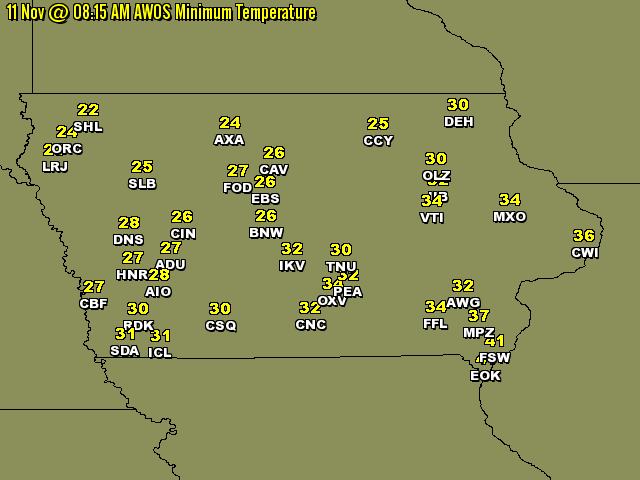 11 Nov @ 08:15 AM AWOS Minimum Temperature
22
SHL
24
ORC
LRJ
24
AXA
25
CCY
30
DEH
25
SLB
26
CAV
27
FOD
26
EBS
30
OLZ
34
VTI
34
MXO
28
DNS
26
CIN
26
BNW
36
CWI
27
HNR
27
ADU
28
AIO
32
IKV
30
TNU
32
PEA
OXV
27
CBF
30
RDK
30
CSQ
32
CNC
32
AWG
34
FFL
37
MPZ
31
SDA
31
ICL
41
FSW
EOK